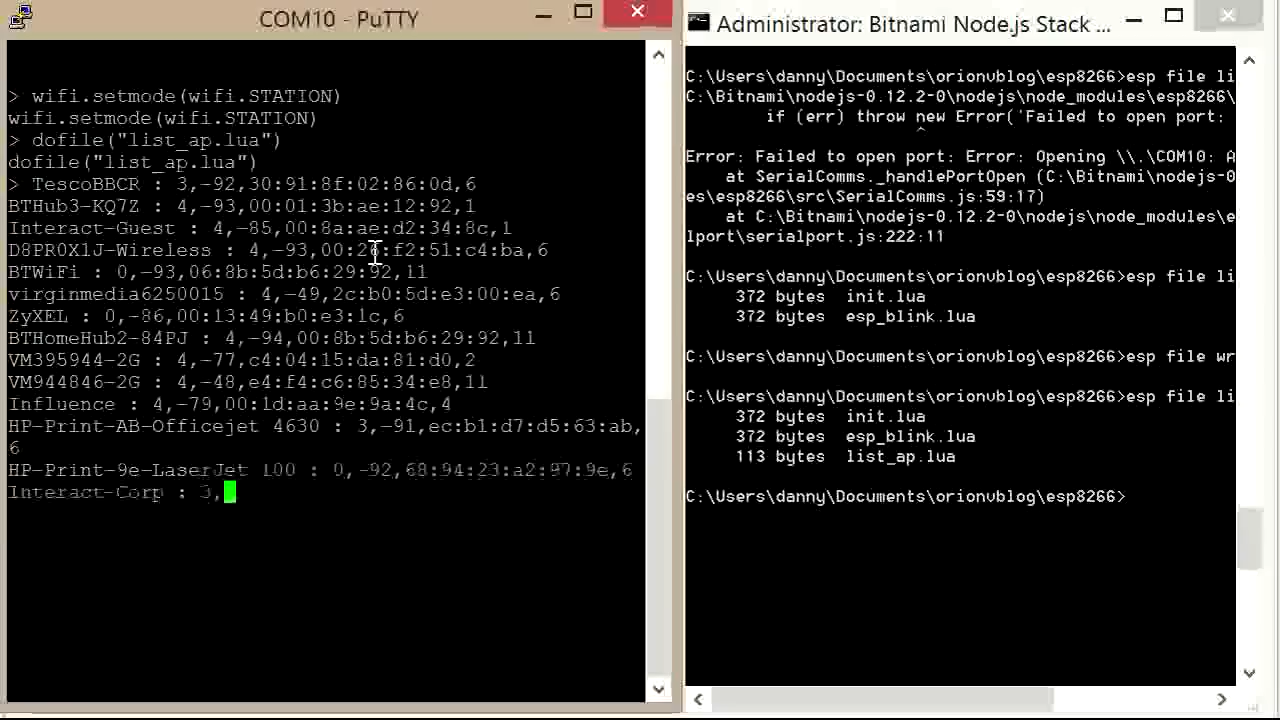 COM10 - PuTTY
> wifi.setmode(wifi.STATION)
wifi.setmode(wifi.STATION)
> dofile("list_ap.lua")
dofile("list_ap.lua")
> TescoBBCR : 3,-92,30:91:8f:02:86:0d,6
BTHub3-KQ7Z : 4,-93,00:01:3b:ae:12:92,1
Interact-Guest : 4,-85,00:8a:ae:d2:34:8c,1
D8PR0X1J-Wireless : 4,-93,00:26:f2:51:c4:ba,6
BTWiFi : 0,-93,06:8b:5d:b6:29:92,11
virginmedia6250015 : 4,-49,2c:b0:5d:e3:00:ea,6
ZyXEL : 0,-86,00:13:49:b0:e3:1c,6
BTHomeHub2-84PJ : 4,-94,00:8b:5d:b6:29:92,11
VM395944-2G : 4,-77,c4:04:15:da:81:d0,2
VM944846-2G : 4,-48,e4:f4:c6:85:34:e8,11
Influence : 4,-79,00:1d:aa:9e:9a:4c,4
HP-Print-AB-Officejet 4630 : 3,-91,ec:b1:d7:d5:63:ab,
6
HP-Print-9e-LaserJet 100 : 0,-92,68:94:23:a2:97:9e,6
Interact-Corp : 3,
Administrator: Bitnami Node.js Stack ...
C:\Users\danny\Documents\orionvblog\esp8266>esp file li
C:\Bitnami\nodejs-0.12.2-0\nodejs\node_modules\esp8266\
if (err) throw new Error('Failed to open port:
^
Error: Failed to open port: Error: Opening \\.\COM10: A
at SerialComms._handlePortOpen (C:\Bitnami\nodejs-0
es\esp8266\src\SerialComms.js:59:17)
at C:\Bitnami\nodejs-0.12.2-0\nodejs\node_modules\e
lport\serialport.js:222:11
C:\Users\danny\Documents\orionvblog\esp8266>esp file li
372 bytes init.lua
372 bytes esp_blink.lua
C:\Users\danny\Documents\orionvblog\esp8266>esp file wr
C:\Users\danny\Documents\orionvblog\esp8266>esp file li
372 bytes init.lua
372 bytes esp_blink.lua
113 bytes list_ap.lua
C:\Users\danny\Documents\orionvblog\esp8266>